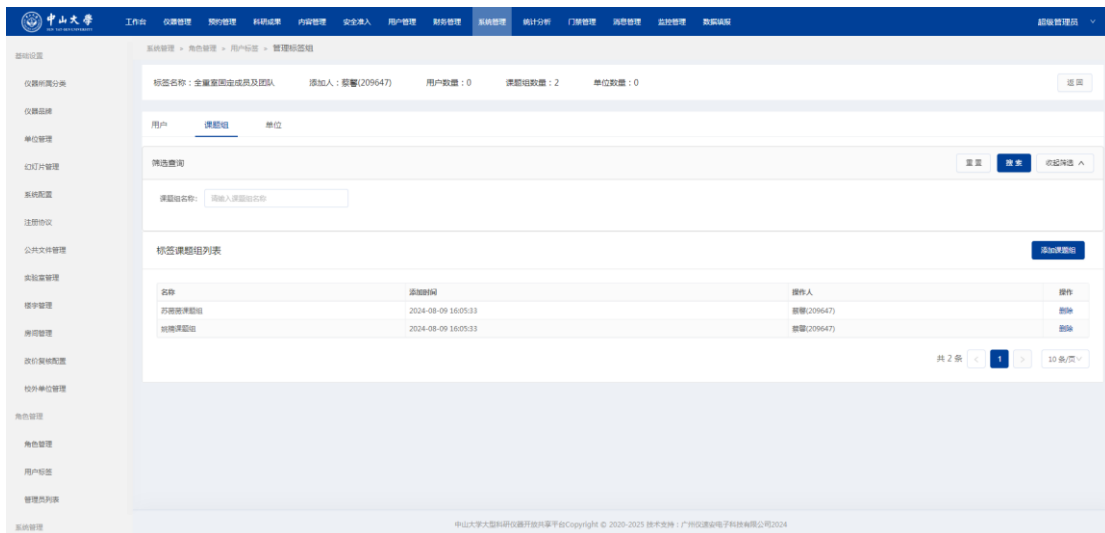 中山大學
工作台 仪器管理 预约管理 科研成果 内容管理 安全准入 用户管理 财务管理 系统管理 统计分析 门禁管理 消息管理 监控管理 数据填报 超级管理员
系统管理 » 角色管理 » 用户标签 » 管理标签组
基础设置
仪器所属分类
仪器品牌
单位管理
幻灯片管理
系统配置
注册协议
公共文件管理
实验室管理
楼宇管理
房间管理
改价复核配置
校外单位管理
角色管理
角色管理
用户标签
管理员列表
系统管理
标签名称：全重室固定成员及团队 添加人：蔡馨(209647) 用户数量：0 课题组数量：2 单位数量：0 返 回
用户 课题组 单位
筛选查询 重 置 搜 索 收起筛选
课题组名称: 请输入课题组名称
标签课题组列表 添加课题组
名称 添加时间 操作人 操作
课题组 2024-08-09 16:05:33 蔡馨(209647) 删除
课题组 2024-08-09 16:05:33 蔡馨(209647) 删除
共 2 条 < 1 > 10 条/页
中山大学大型科研仪器开放共享平台Copyright © 2020-2025 技术支持：广州仪速安电子科技有限公司2024